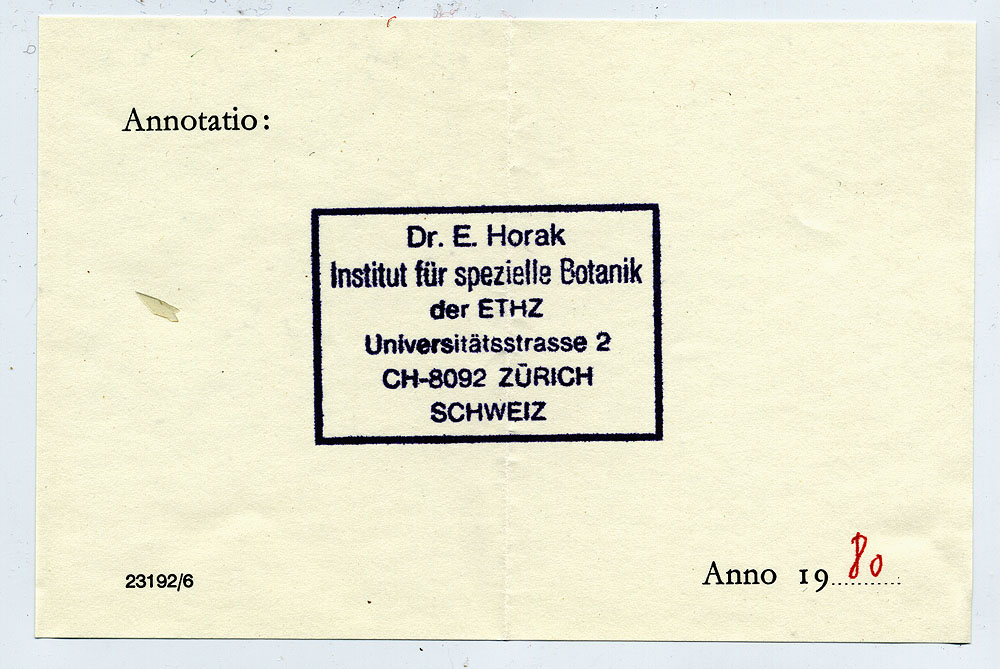 Annotatio:
Dr. E. Horak
Institut für spezielle Botanik
der ETHZ
Universitätsstrasse 2
CH-8092 ZÜRICH
SCHWEIZ
23192/6
Anno 1980